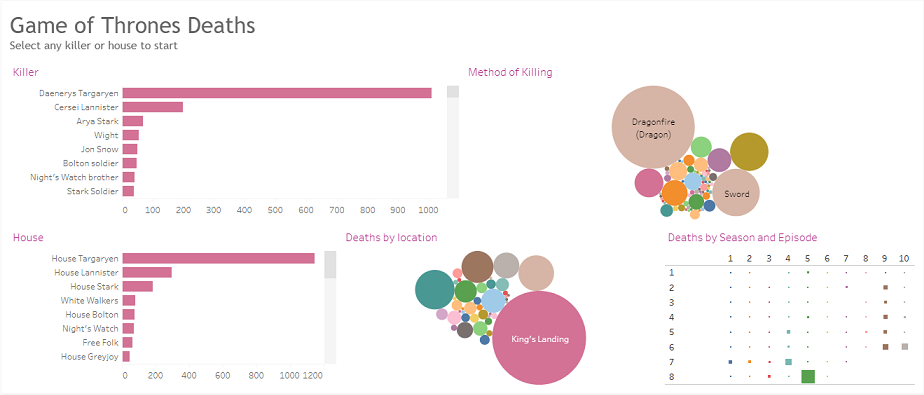 Game of Thrones Deaths
Select any killer or house to start
Killer
Daenerys Targaryen
Cersei Lannister
Arya Stark
Wight
Jon Snow
Bolton soldier
Night's Watch brother
Stark Soldier
0 100 200 300 400 500 600 700 800 900 1000
Method of Killing
Dragonfire
(Dragon)
Sword
House
House Targaryen
House Lannister
House Stark
White Walkers
House Bolton
Night's Watch
Free Folk
House Greyjoy
0 200 400 600 800 1000 1200
Deaths by location
King's Landing
Deaths by Season and Episode
1 2 3 4 5 6 7 8 9 10
1
2
3
4
5
6
7
8